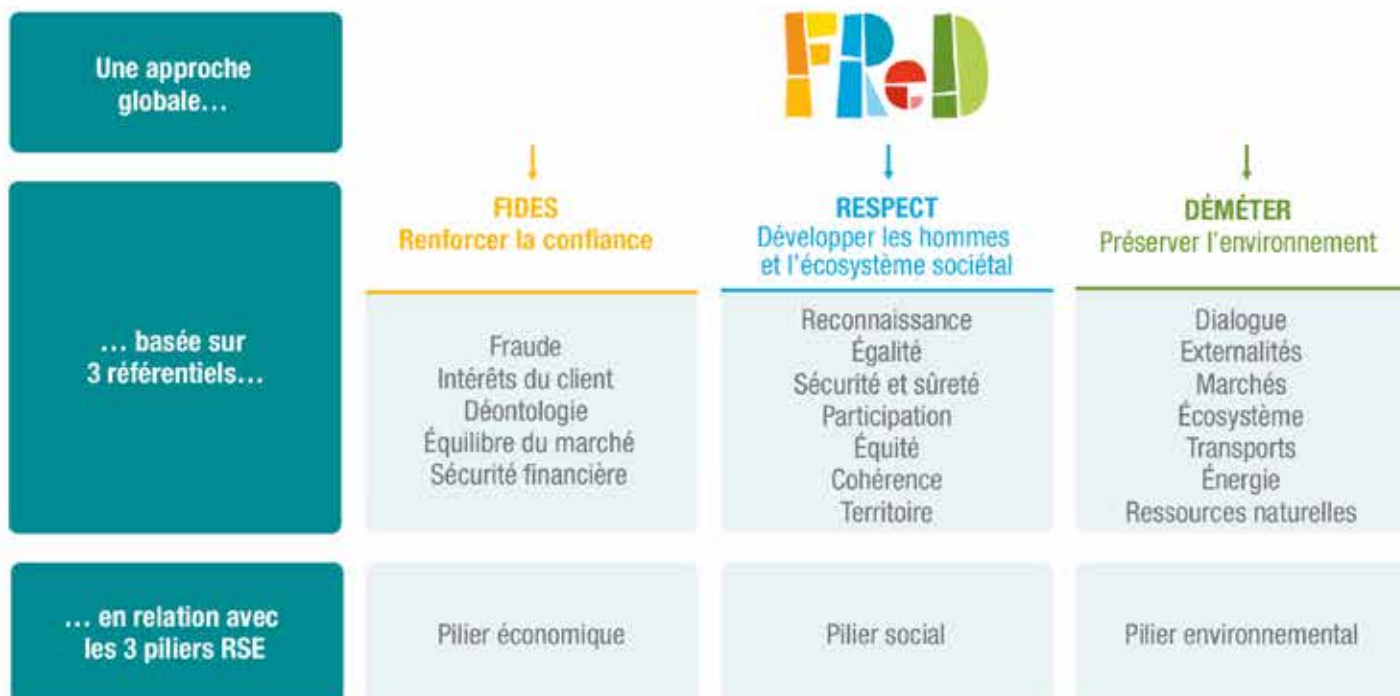 Une approche
globale...
FReD
... basée sur
3 référentiels...
FIDES
Renforcer la confiance
Fraude
Intérêts du client
Déontologie
Équilibre du marché
Sécurité financière
RESPECT
Développer les hommes
et l'écosystème sociétal
Reconnaissance
Égalité
Sécurité et sûreté
Participation
Équité
Cohérence
Territoire
DÉMÉTER
Préserver l'environnement
Dialogue
Externalités
Marchés
Écosystème
Transports
Énergie
Ressources naturelles
... en relation avec
les 3 piliers RSE
Pilier économique
Pilier social
Pilier environnemental